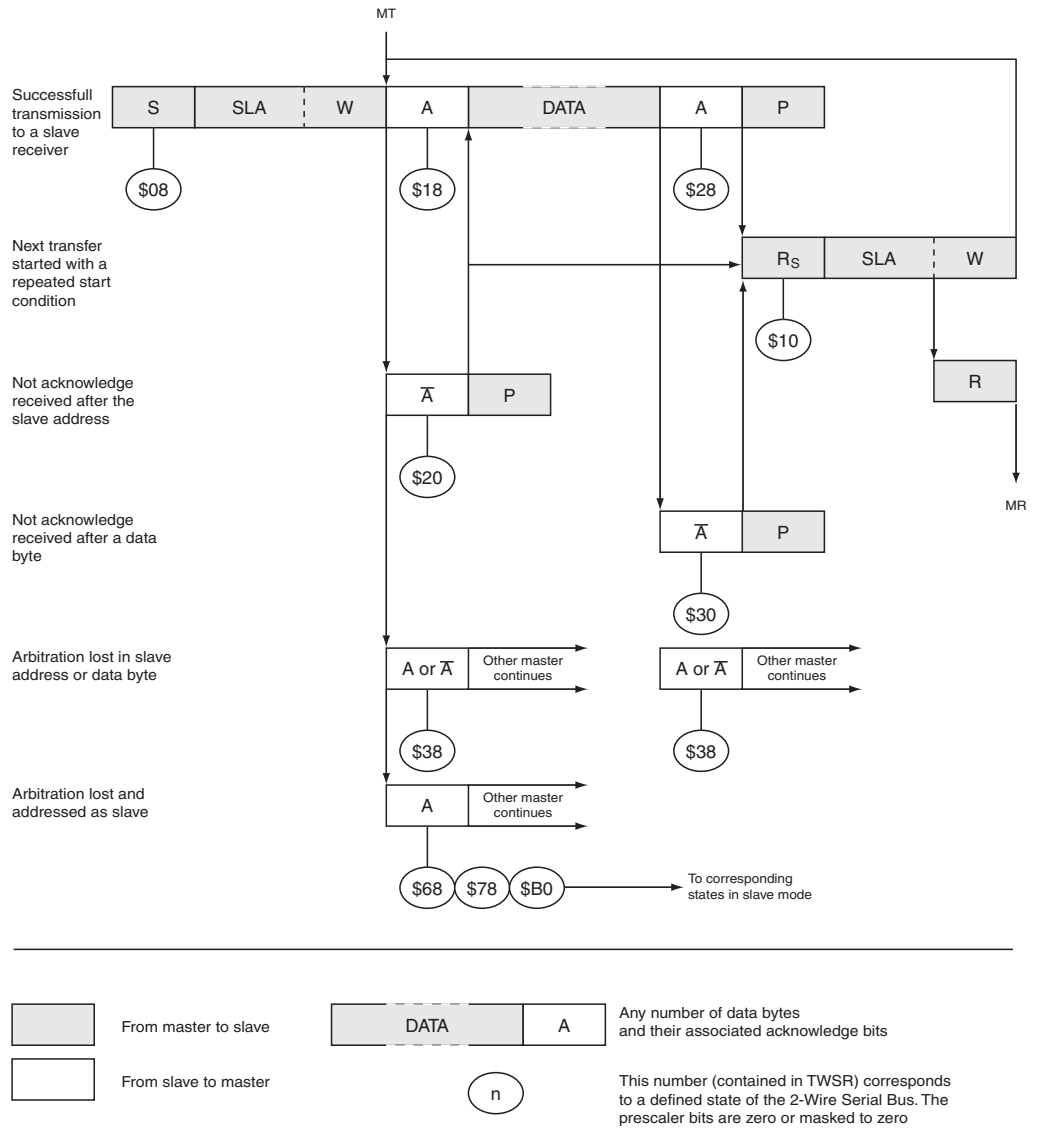 MT
Successfull
transmission
to a slave
receiver
S SLA W A DATA A P
$08 $18 $28
Next transfer
started with a
repeated start
condition
RS SLA W
$10
Not acknowledge
received after the
slave address
A̅ P
R
$20
MR
Not acknowledge
received after a data
byte
A̅ P
$30
Arbitration lost in slave
address or data byte
A or A̅
Other master
continues
A or A̅
Other master
continues
$38 $38
Arbitration lost and
addressed as slave
A
Other master
continues
$68 $78 $B0
To corresponding
states in slave mode
From master to slave
DATA A
Any number of data bytes
and their associated acknowledge bits
From slave to master
n
This number (contained in TWSR) corresponds
to a defined state of the 2-Wire Serial Bus. The
prescaler bits are zero or masked to zero